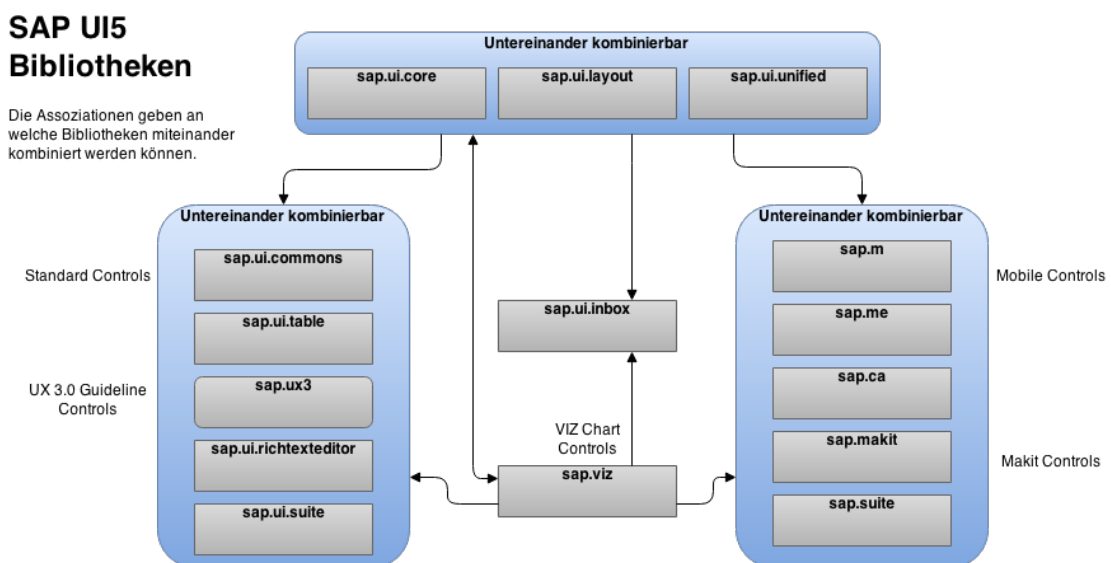 SAP UI5
Bibliotheken
Die Assoziationen geben an
welche Bibliotheken miteinander
kombiniert werden können.
Untereinander kombinierbar
sap.ui.core
sap.ui.layout
sap.ui.unified
Untereinander kombinierbar
Standard Controls
sap.ui.commons
sap.ui.table
UX 3.0 Guideline
Controls
sap.ux3
sap.ui.richtexteditor
sap.ui.suite
sap.ui.inbox
VIZ Chart
Controls
sap.viz
Untereinander kombinierbar
sap.m
Mobile Controls
sap.me
sap.ca
sap.makit
Makit Controls
sap.suite